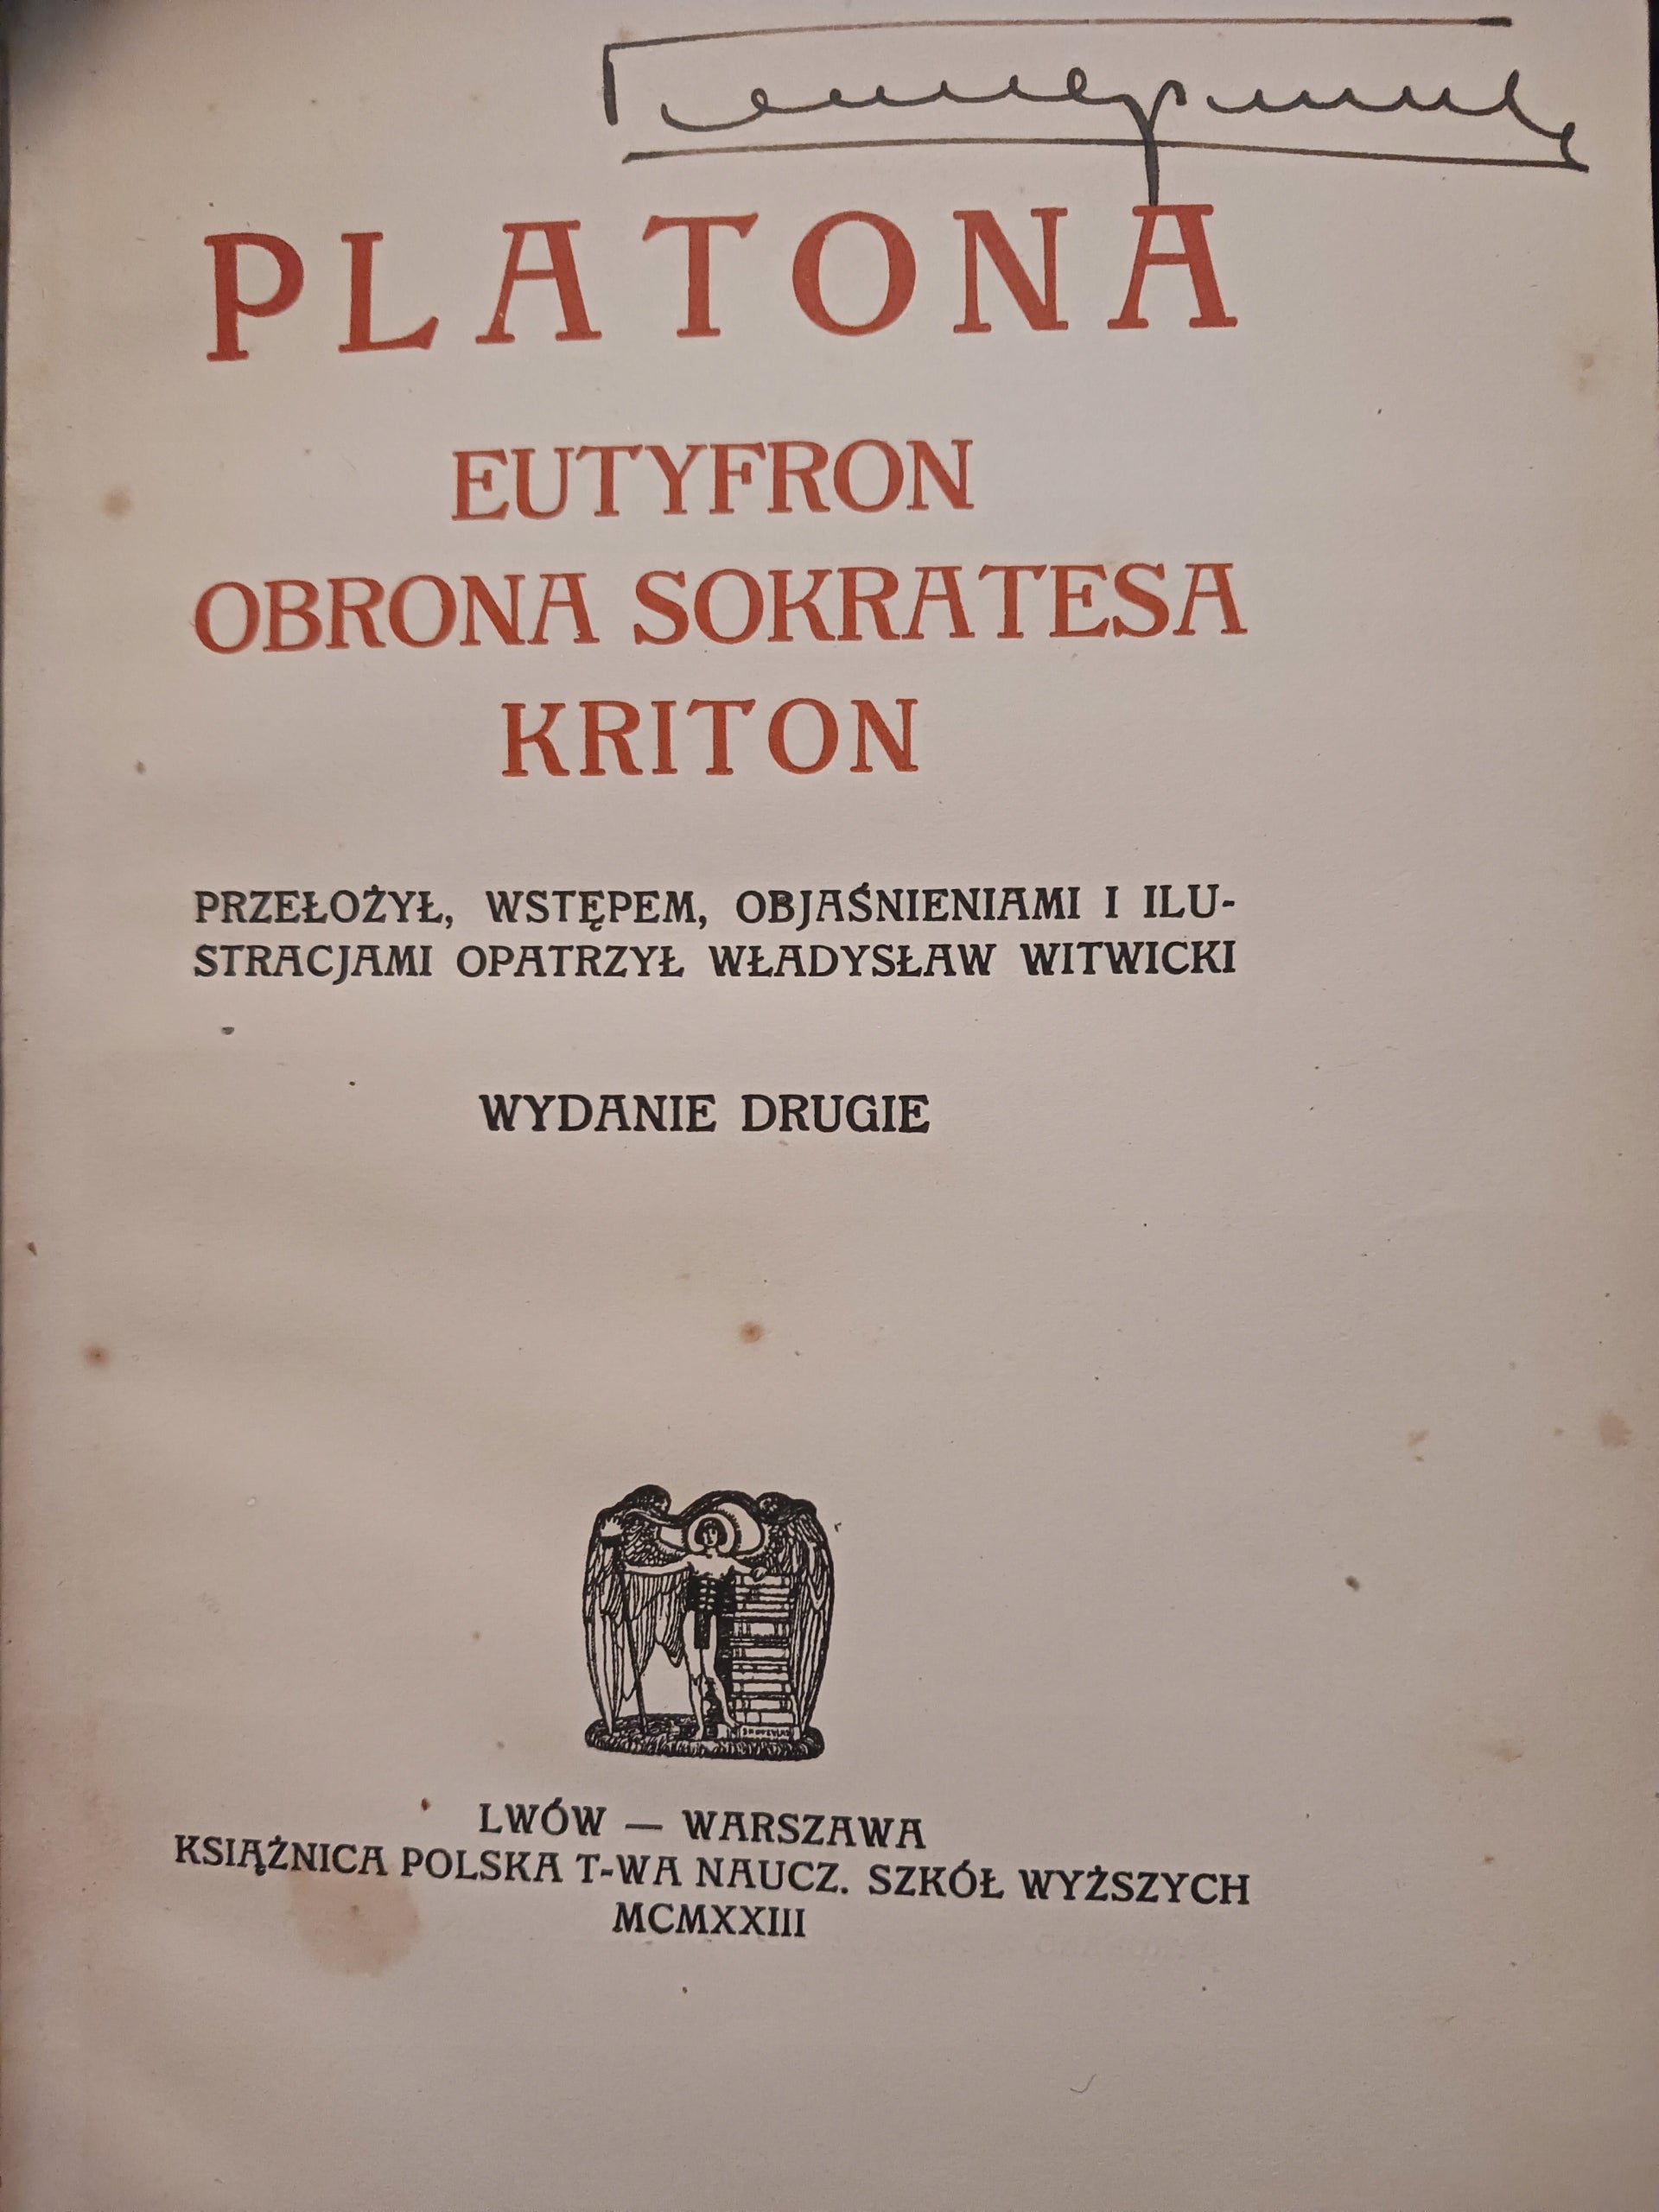 PLATONA
EUTYFRON
OBRONA SOKRATESA
KRITON
PRZEŁOŻYŁ, WSTĘPEM, OBJAŚNIENIAMI I ILU-
STRACJAMI OPATRZYŁ WŁADYSŁAW WITWICKI
WYDANIE DRUGIE
LWÓW — WARSZAWA
KSIĄŻNICA POLSKA T-WA NAUCZ. SZKÓŁ WYŻSZYCH
MCMXXIII